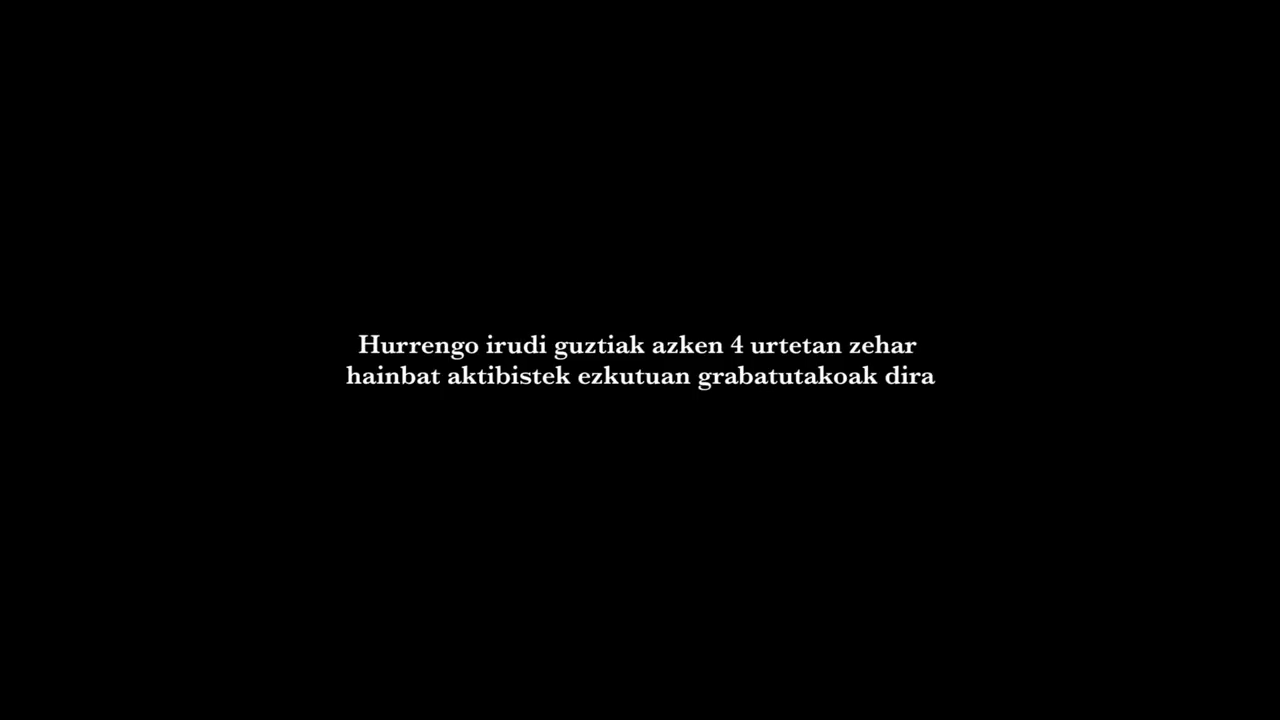 Hurrengo irudi guztiak azken 4 urtetan zehar
hainbat aktibistek ezkutuan grabatutakoak dira